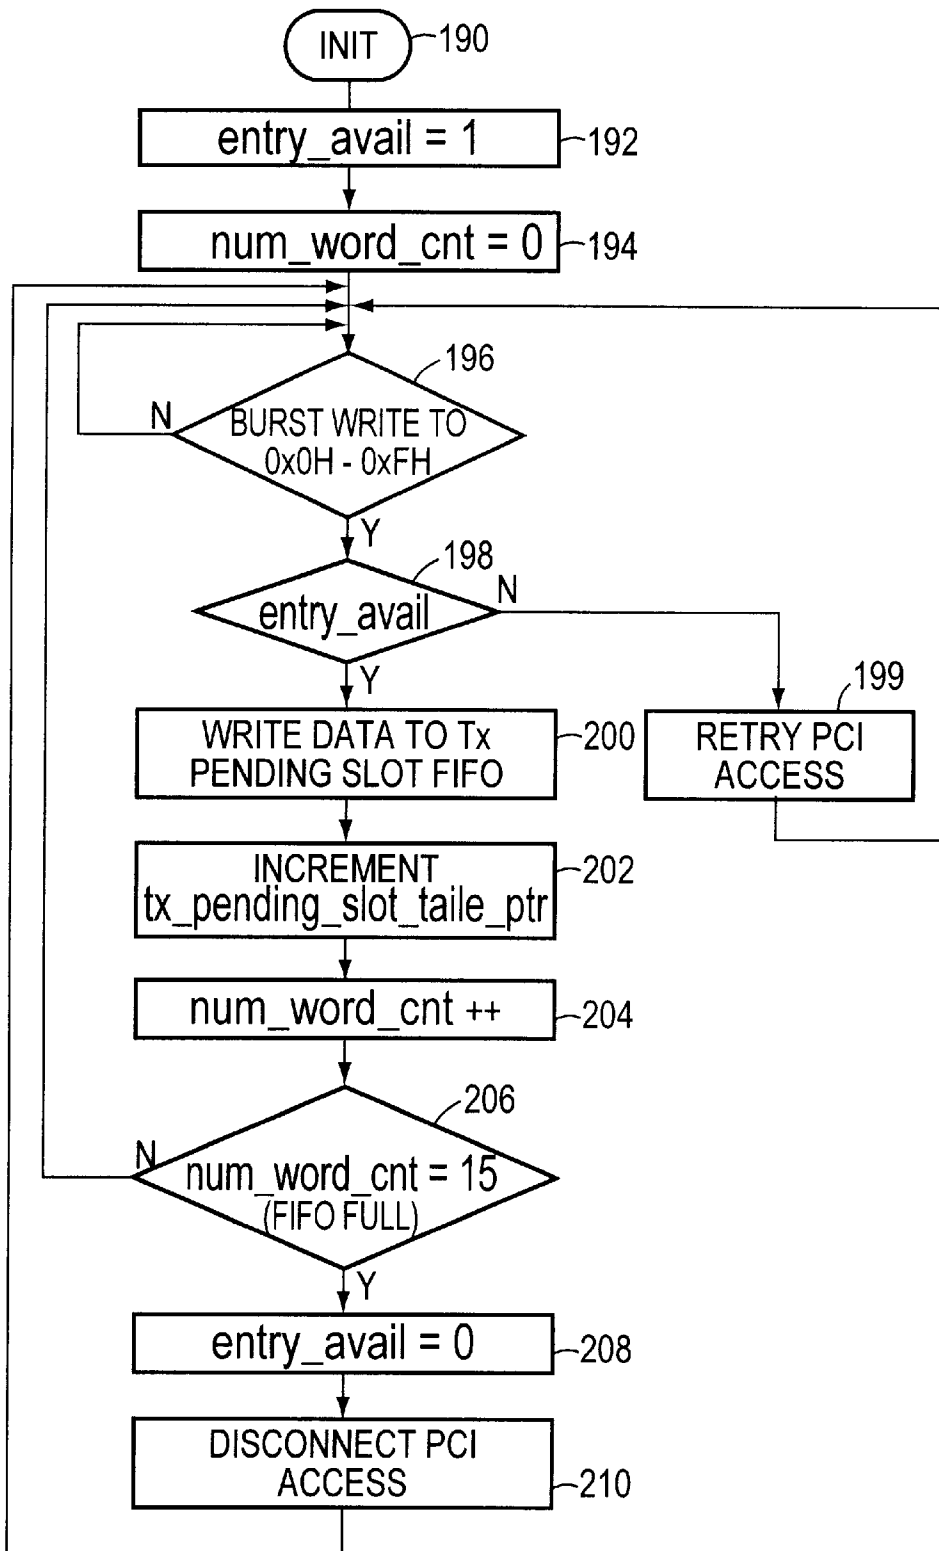 INIT
190
entry_avail = 1
192
num_word_cnt = 0
194
196
N
BURST WRITE TO
0x0H - 0xFH
Y
198
N
entry_avail
Y
199
WRITE DATA TO Tx
PENDING SLOT FIFO
200
RETRY PCI
ACCESS
INCREMENT
tx_pending_slot_taile_ptr
202
num_word_cnt ++
204
206
N
num_word_cnt = 15
(FIFO FULL)
Y
entry_avail = 0
208
DISCONNECT PCI
ACCESS
210